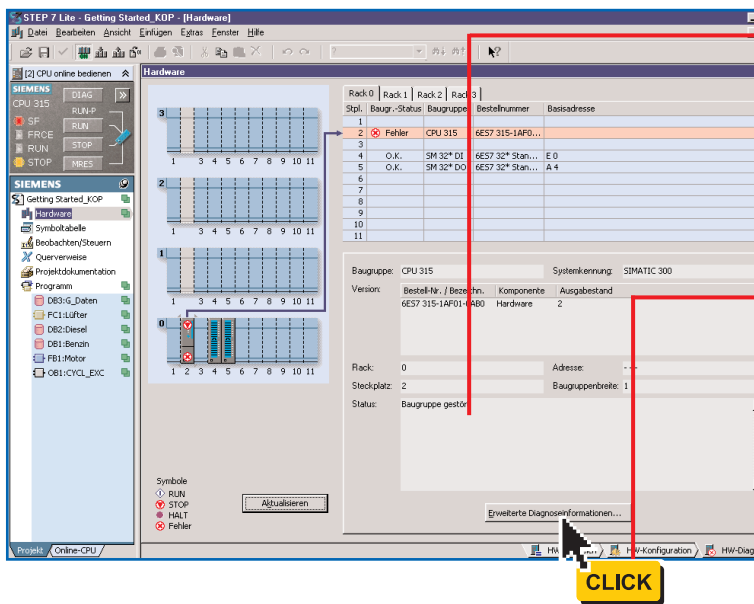 STEP 7 Lite - Getting Started_KOP - [Hardware]
Datei Bearbeiten Ansicht Einfügen Extras Fenster Hilfe
?
[2] CPU online bedienen
Hardware
SIEMENS
CPU 315
DIAG
RUN-P
SF
RUN
FRCE
RUN
STOP
STOP
MRES
SIEMENS
Getting Started_KOP
Hardware
Symboltabelle
Beobachten/Steuern
Querverweise
Projektdokumentation
Programm
DB3:G_Daten
FC1:Lüfter
DB2:Diesel
DB1:Benzin
FB1:Motor
OB1:CYCL_EXC
Projekt Online-CPU
3
1 3 4 5 6 7 8 9 10 11
2
1 3 4 5 6 7 8 9 10 11
1
1 3 4 5 6 7 8 9 10 11
0
1 2 3 4 5 6 7 8 9 10 11
Symbole
RUN
STOP
HALT
Fehler
Aktualisieren
Rack 0 Rack 1 Rack 2 Rack 3
Stpl. Baugr.-Status Baugruppe Bestellnummer Basisadresse
1
2 Fehler CPU 315 6ES7 315-1AF0...
3
4 O.K. SM 32* DI 6ES7 32* Stan... E 0
5 O.K. SM 32* DO 6ES7 32* Stan... A 4
6
7
8
9
10
11
Baugruppe: CPU 315 Systemkennung: SIMATIC 300
Version: Bestell-Nr. / Bezeichn. Komponente Ausgabestand
6ES7 315-1AF01-0AB0 Hardware 2
Rack: 0 Adresse: ---
Steckplatz: 2 Baugruppenbreite: 1
Status: Baugruppe gestört
Erweiterte Diagnoseinformationen...
HW-Konfiguration HW-Diag
CLICK